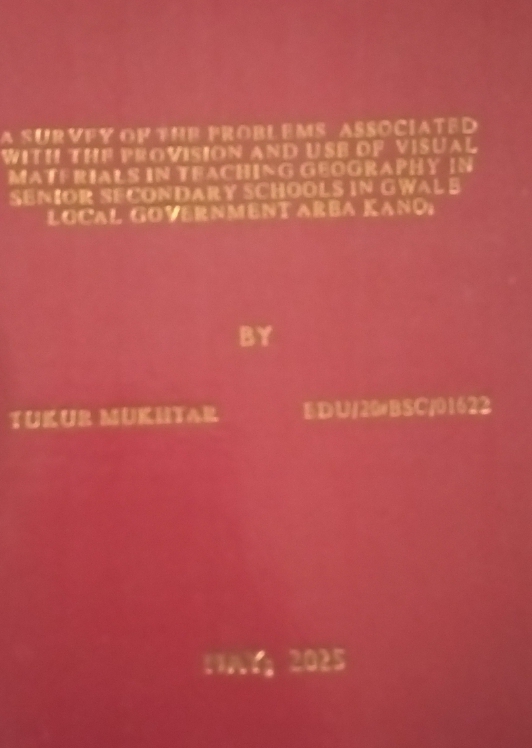 A SURVEY OF THE PROBLEMS ASSOCIATED
WITH THE PROVISION AND USE OF VISUAL
MATERIALS IN TEACHING GEOGRAPHY IN
SENIOR SECONDARY SCHOOLS IN GWALE
LOCAL GOVERNMENT AREA KANO.
BY
TUKUR MUKHTAR EDU/20/BSC/01622
MAY, 2025